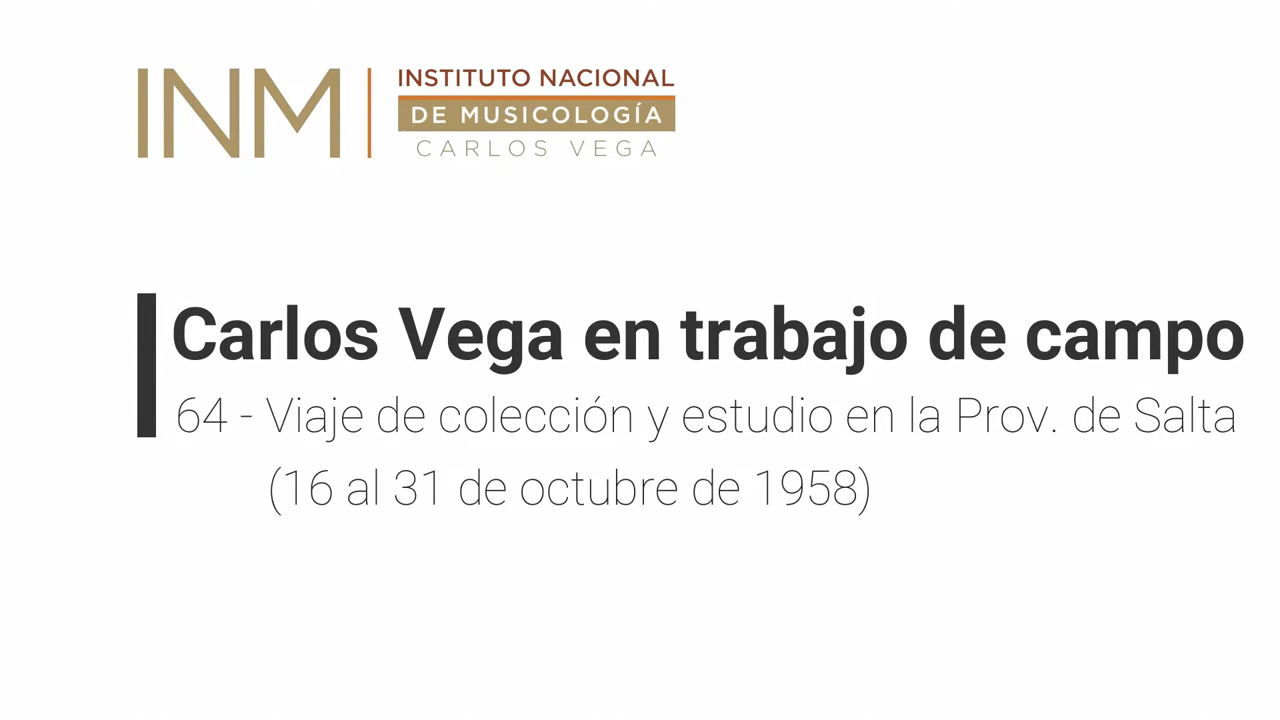 INM
INSTITUTO NACIONAL
DE MUSICOLOGÍA
CARLOS VEGA
Carlos Vega en trabajo de campo
64 - Viaje de colección y estudio en la Prov. de Salta
(16 al 31 de octubre de 1958)